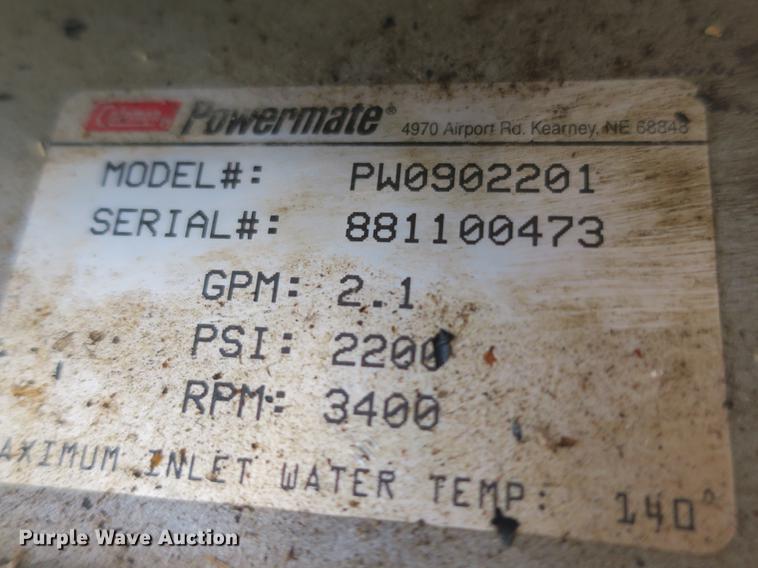 Coleman Powermate® 4970 Airport Rd. Kearney, NE 68848
MODEL#: PW0902201
SERIAL#: 881100473
GPM: 2.1
PSI: 2200
RPM: 3400
MAXIMUM INLET WATER TEMP: 140°
Purple Wave Auction